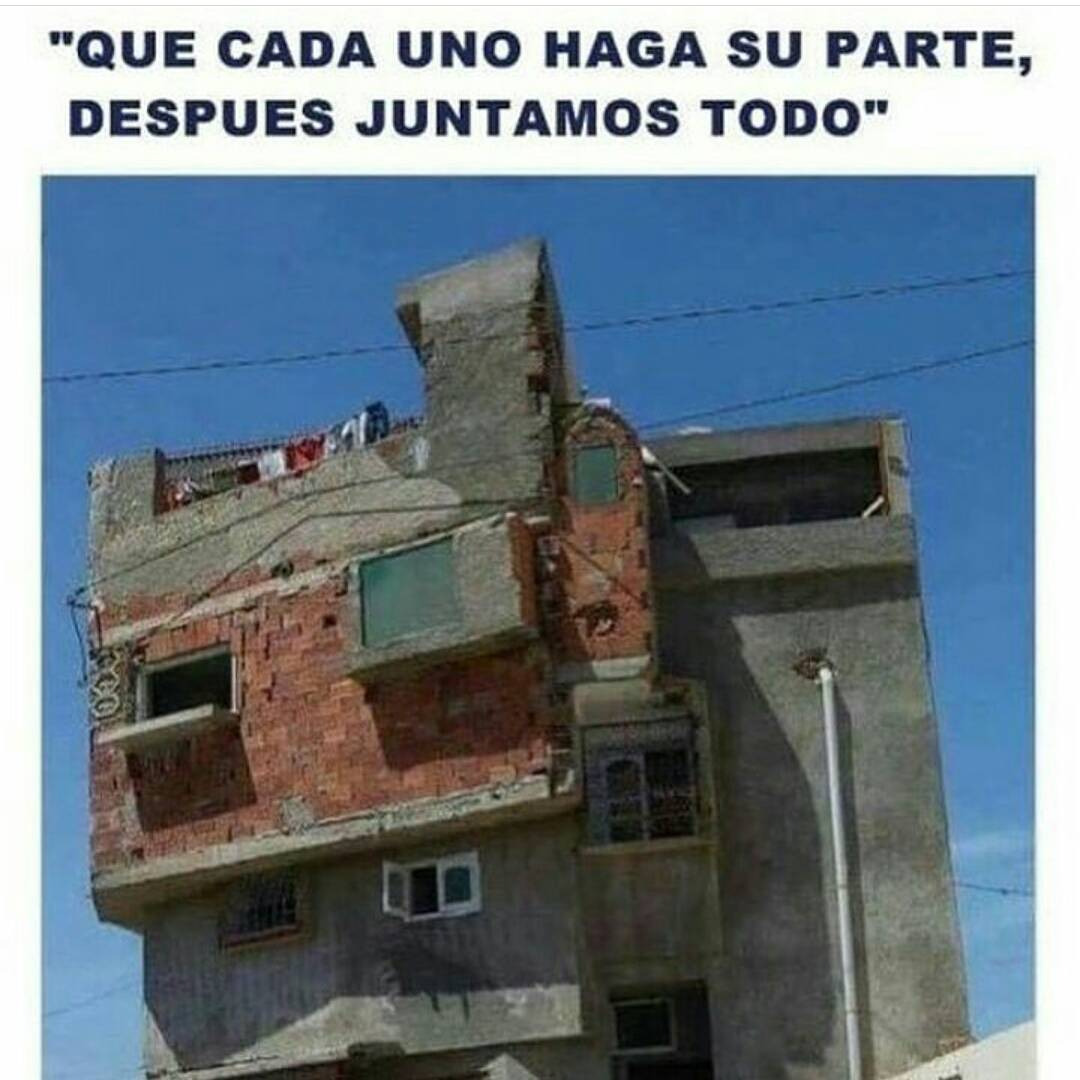 "QUE CADA UNO HAGA SU PARTE,
DESPUES JUNTAMOS TODO"